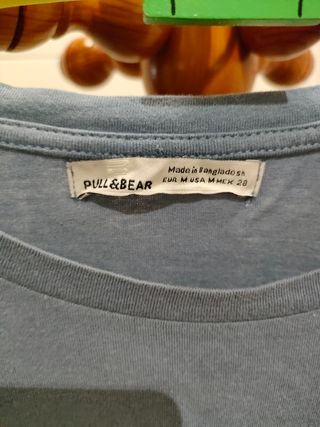 PULL&BEAR
Made in Bangladesh
EUR M USA M MEX 28